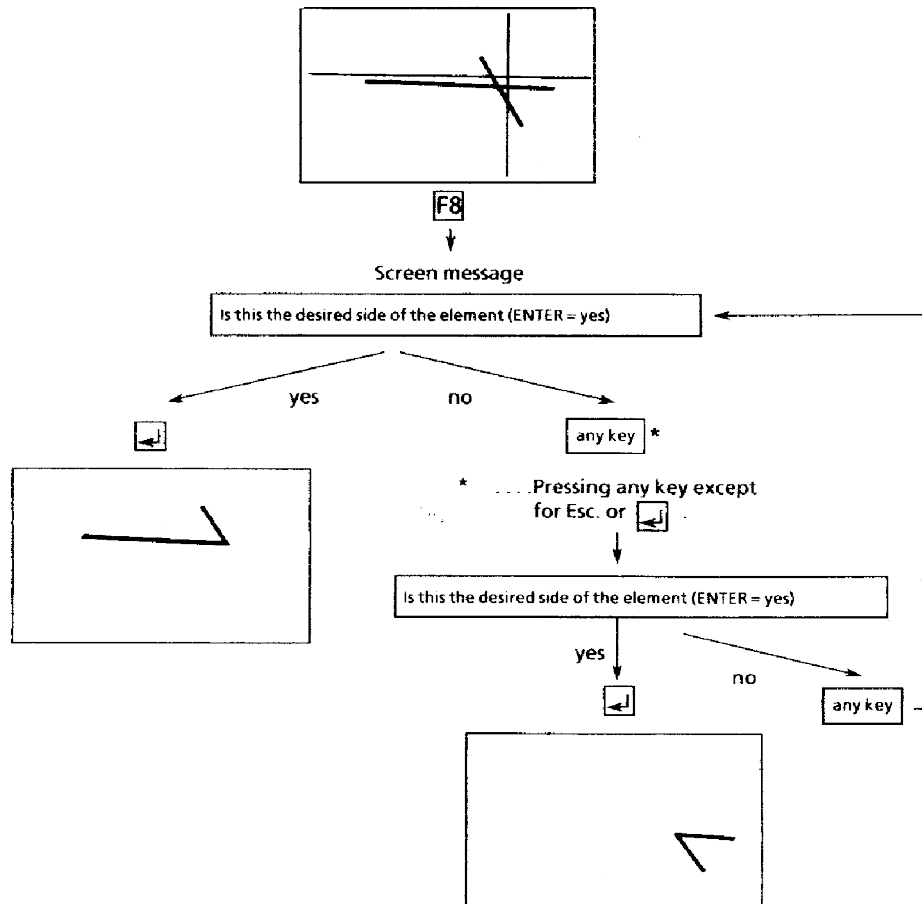 F8
Screen message
Is this the desired side of the element (ENTER = yes)
yes
no
any key *
* .... Pressing any key except
for Esc. or
Is this the desired side of the element (ENTER = yes)
yes
no
any key